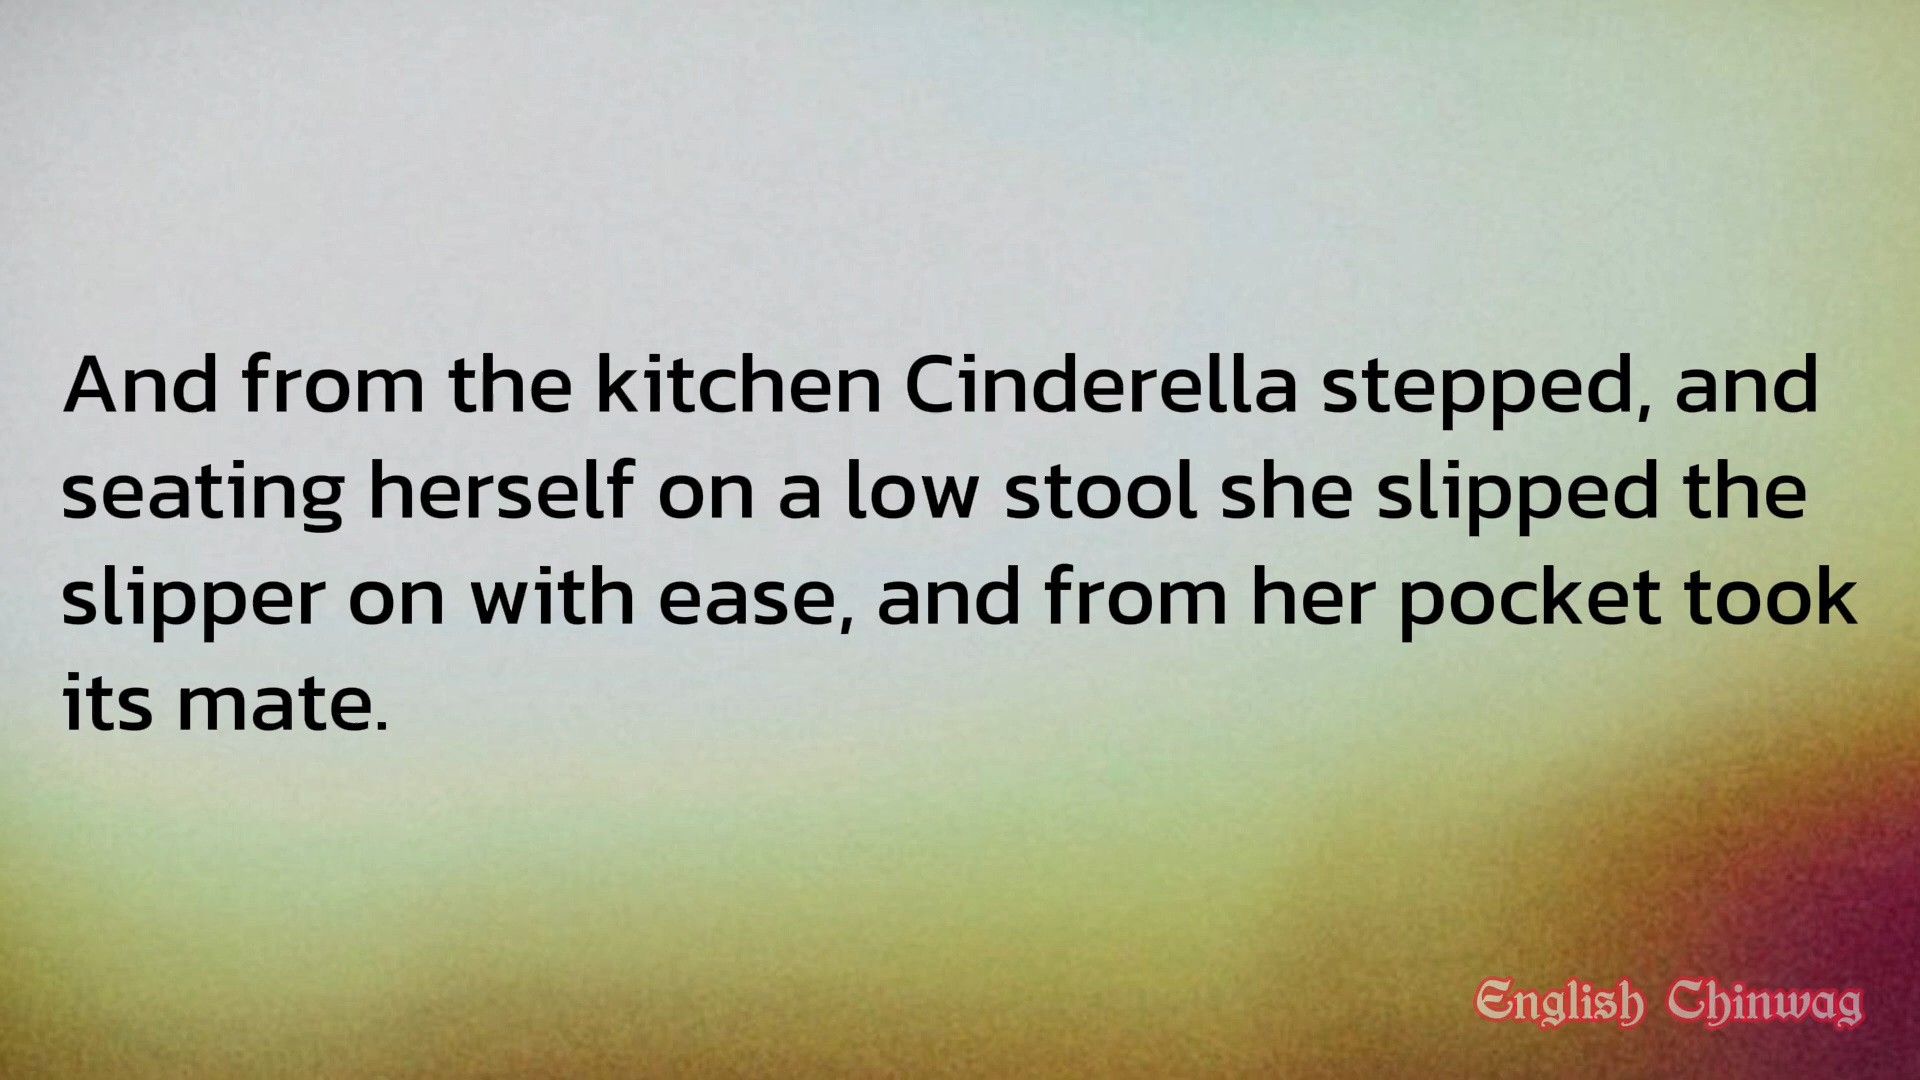 And from the kitchen Cinderella stepped, and
seating herself on a low stool she slipped the
slipper on with ease, and from her pocket took
its mate.
English Chinwag